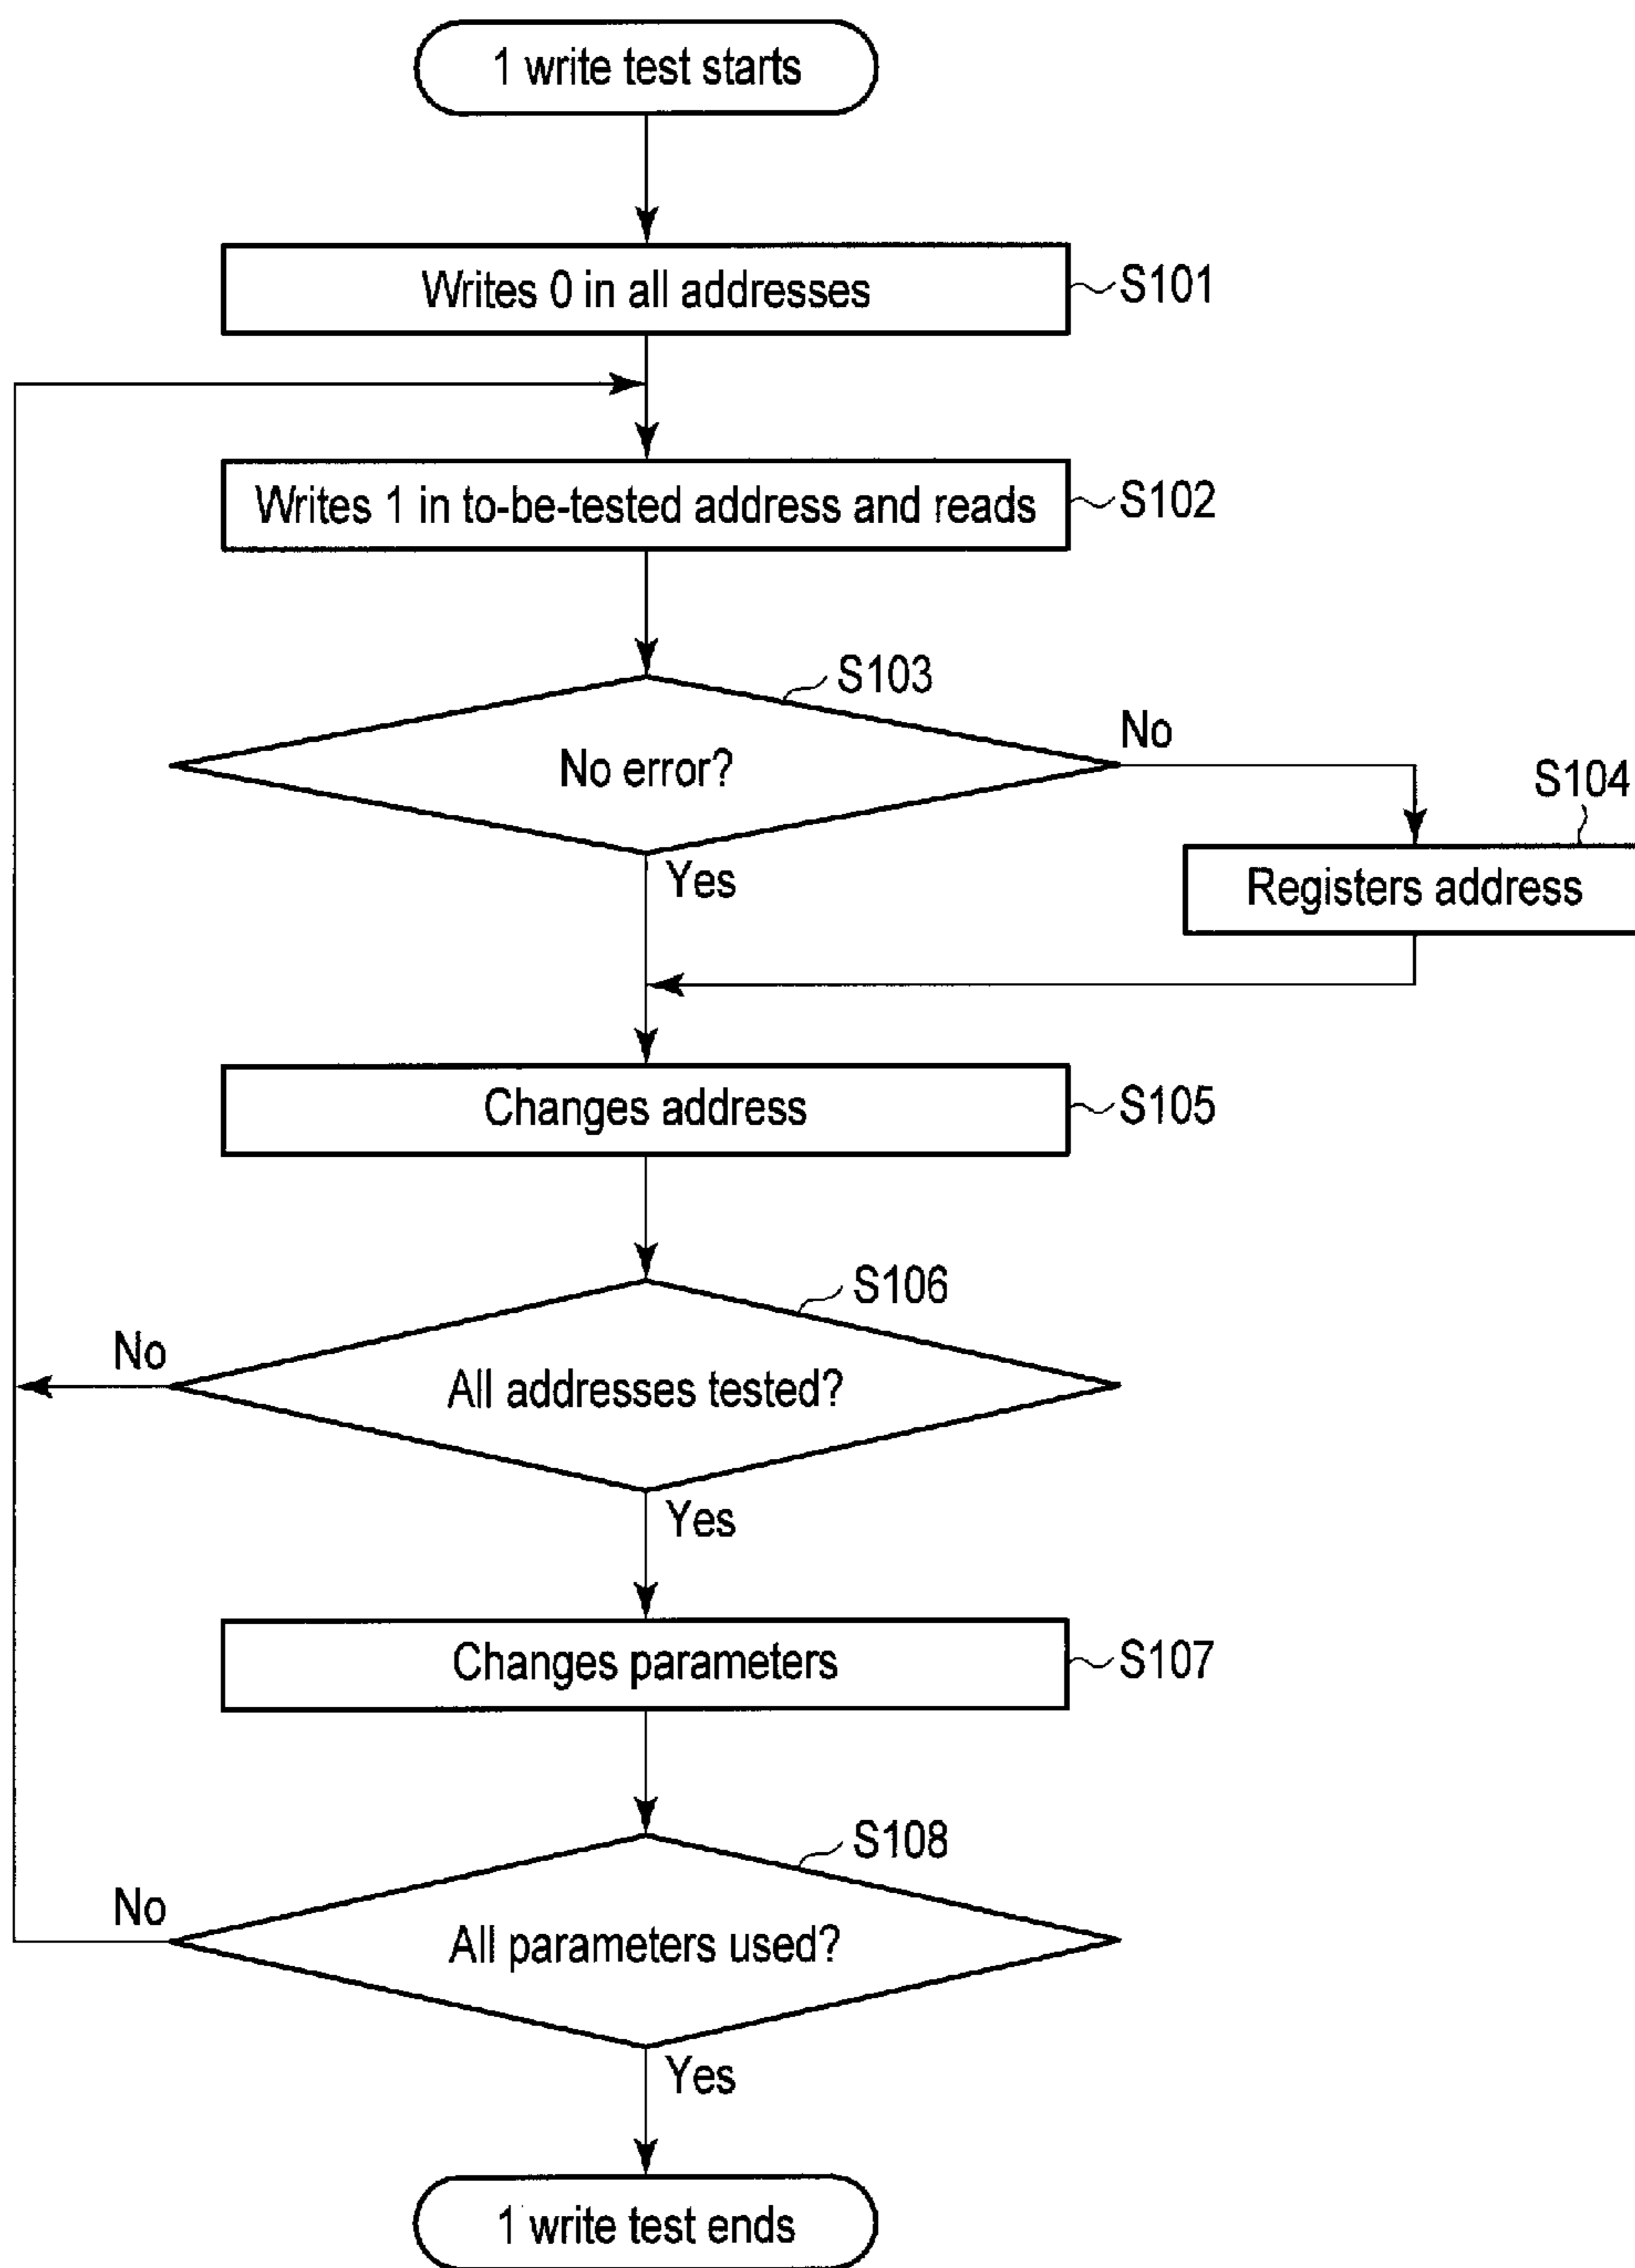 1 write test starts
Writes 0 in all addresses
S101
Writes 1 in to-be-tested address and reads
S102
S103
No error?
No
Yes
S104
Registers address
Changes address
S105
S106
All addresses tested?
No
Yes
Changes parameters
S107
S108
All parameters used?
No
Yes
1 write test ends